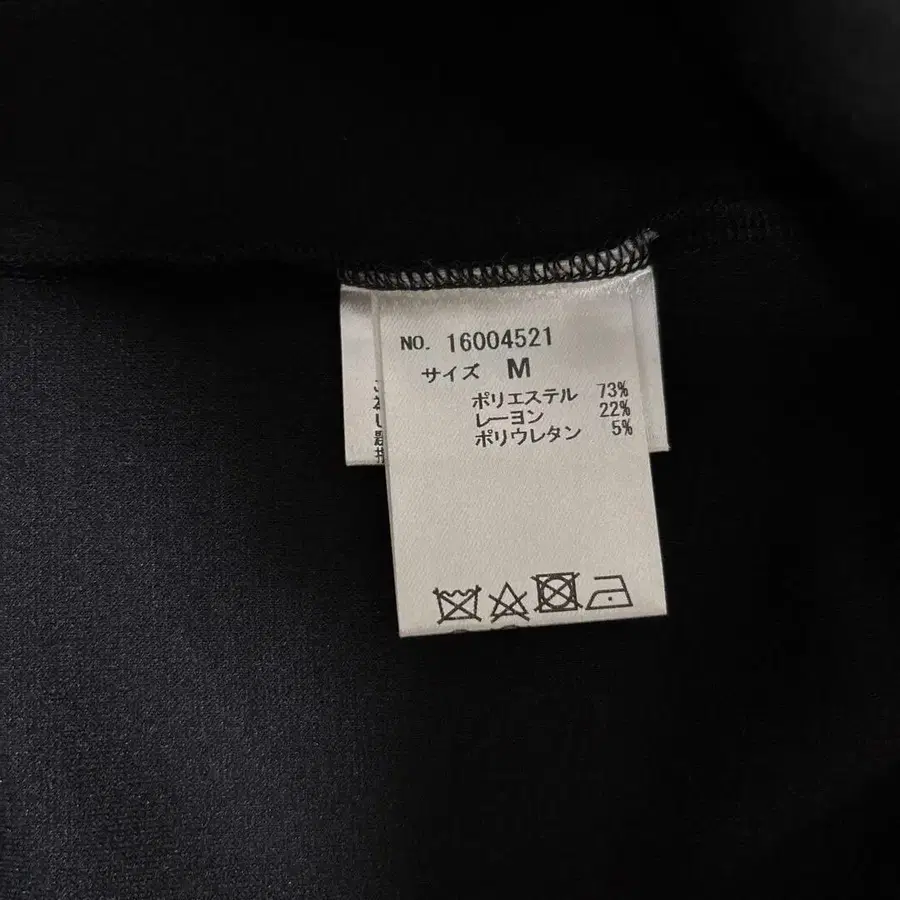 NO. 16004521
サイズ M
ポリエステル 73%
レーヨン 22%
ポリウレタン 5%